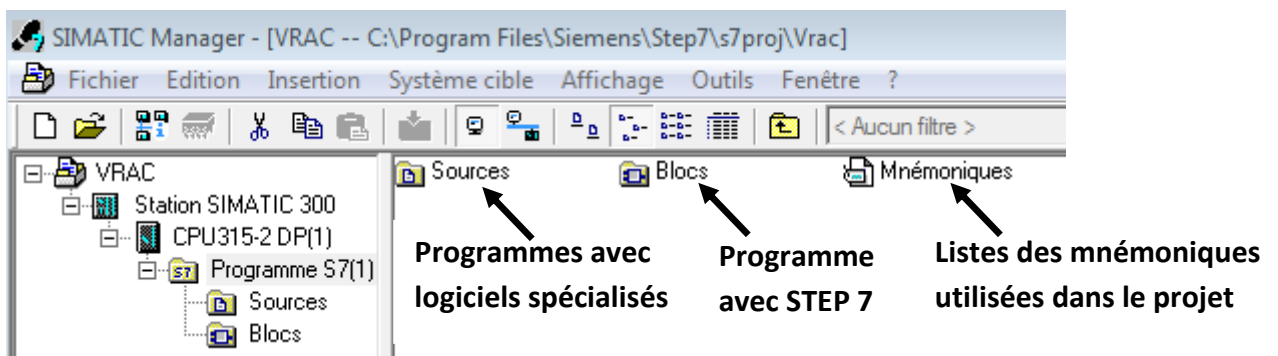 SIMATIC Manager - [VRAC -- C:\Program Files\Siemens\Step7\s7proj\Vrac]
Fichier Edition Insertion Système cible Affichage Outils Fenêtre ?
< Aucun filtre >
VRAC
Station SIMATIC 300
CPU315-2 DP(1)
Programme S7(1)
Sources
Blocs
Sources Blocs Mnémoniques
Programmes avec
logiciels spécialisés
Programme
avec STEP 7
Listes des mnémoniques
utilisées dans le projet